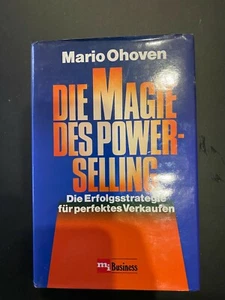 Mario Ohoven
DIE MAGIE
DES POWER-
SELLING
Die Erfolgsstrategie
für perfektes Verkaufen
mi Business